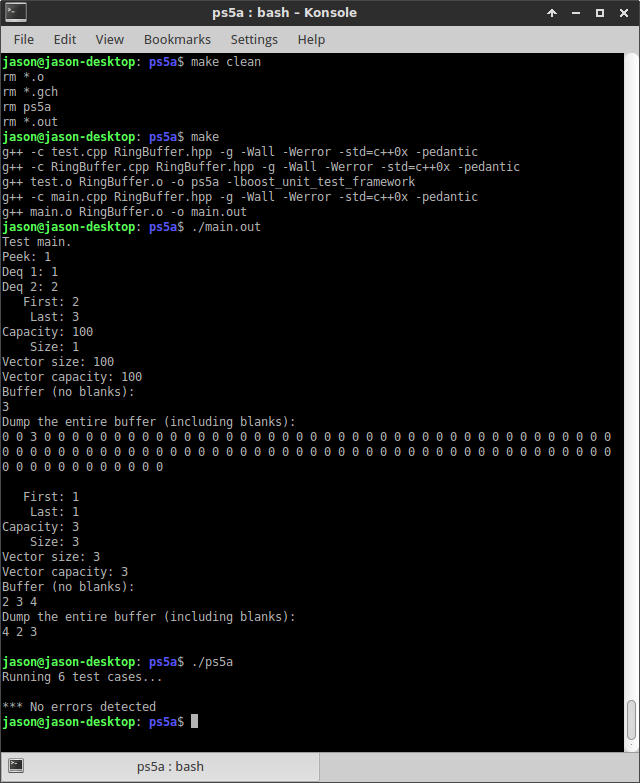 ps5a : bash – Konsole
File Edit View Bookmarks Settings Help
jason@jason-desktop: ps5a$ make clean
rm *.o
rm *.gch
rm ps5a
rm *.out
jason@jason-desktop: ps5a$ make
g++ -c test.cpp RingBuffer.hpp -g -Wall -Werror -std=c++0x -pedantic
g++ -c RingBuffer.cpp RingBuffer.hpp -g -Wall -Werror -std=c++0x -pedantic
g++ test.o RingBuffer.o -o ps5a -lboost_unit_test_framework
g++ -c main.cpp RingBuffer.hpp -g -Wall -Werror -std=c++0x -pedantic
g++ main.o RingBuffer.o -o main.out
jason@jason-desktop: ps5a$ ./main.out
Test main.
Peek: 1
Deq 1: 1
Deq 2: 2
First: 2
Last: 3
Capacity: 100
Size: 1
Vector size: 100
Vector capacity: 100
Buffer (no blanks):
3
Dump the entire buffer (including blanks):
0 0 3 0 0 0 0 0 0 0 0 0 0 0 0 0 0 0 0 0 0 0 0 0 0 0 0 0 0 0 0 0 0 0 0 0 0 0 0 0 0 0 0 0
0 0 0 0 0 0 0 0 0 0 0 0 0 0 0 0 0 0 0 0 0 0 0 0 0 0 0 0 0 0 0 0 0 0 0 0 0 0 0 0 0 0 0 0
0 0 0 0 0 0 0 0 0 0 0 0
First: 1
Last: 1
Capacity: 3
Size: 3
Vector size: 3
Vector capacity: 3
Buffer (no blanks):
2 3 4
Dump the entire buffer (including blanks):
4 2 3
jason@jason-desktop: ps5a$ ./ps5a
Running 6 test cases...
*** No errors detected
jason@jason-desktop: ps5a$
ps5a : bash